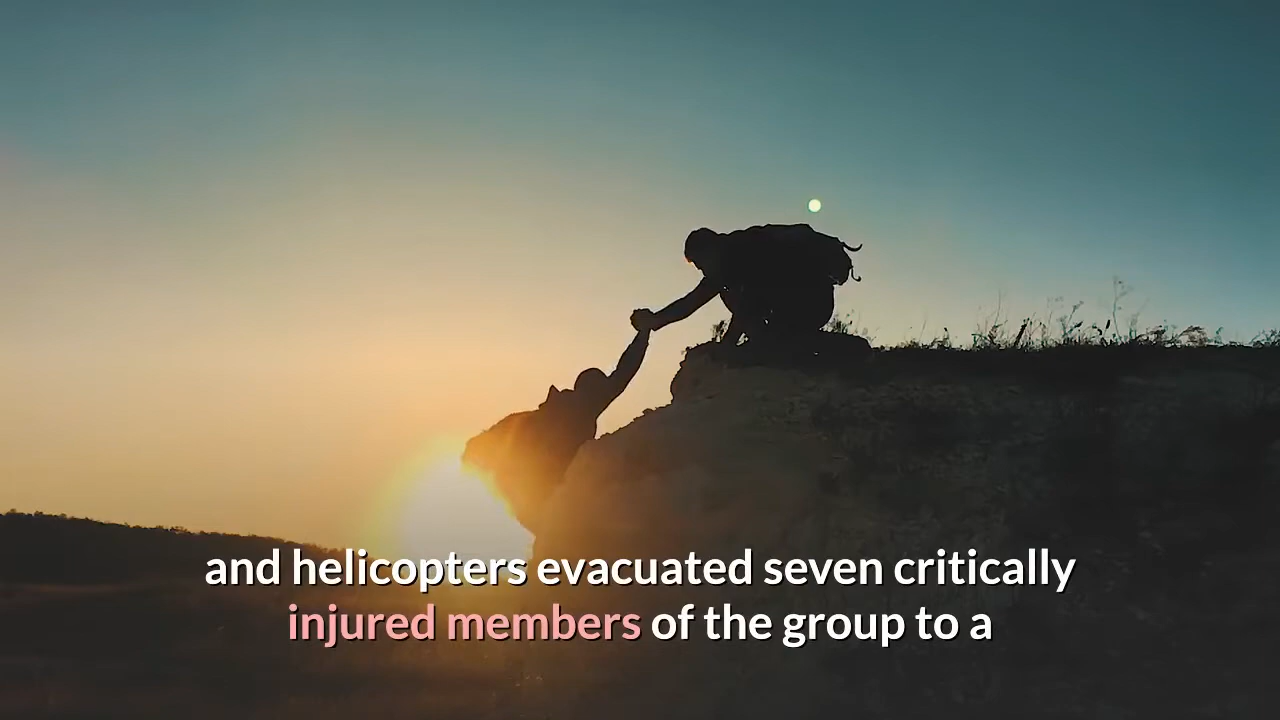 and helicopters evacuated seven critically
injured members of the group to a